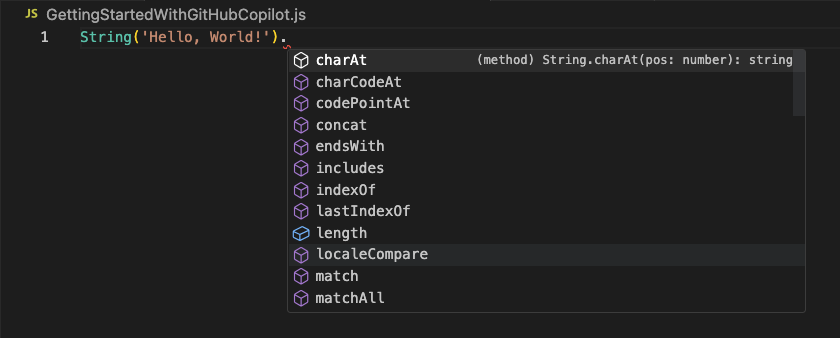 JS GettingStartedWithGitHubCopilot.js
1 String('Hello, World!').
charAt (method) String.charAt(pos: number): string
charCodeAt
codePointAt
concat
endsWith
includes
indexOf
lastIndexOf
length
localeCompare
match
matchAll